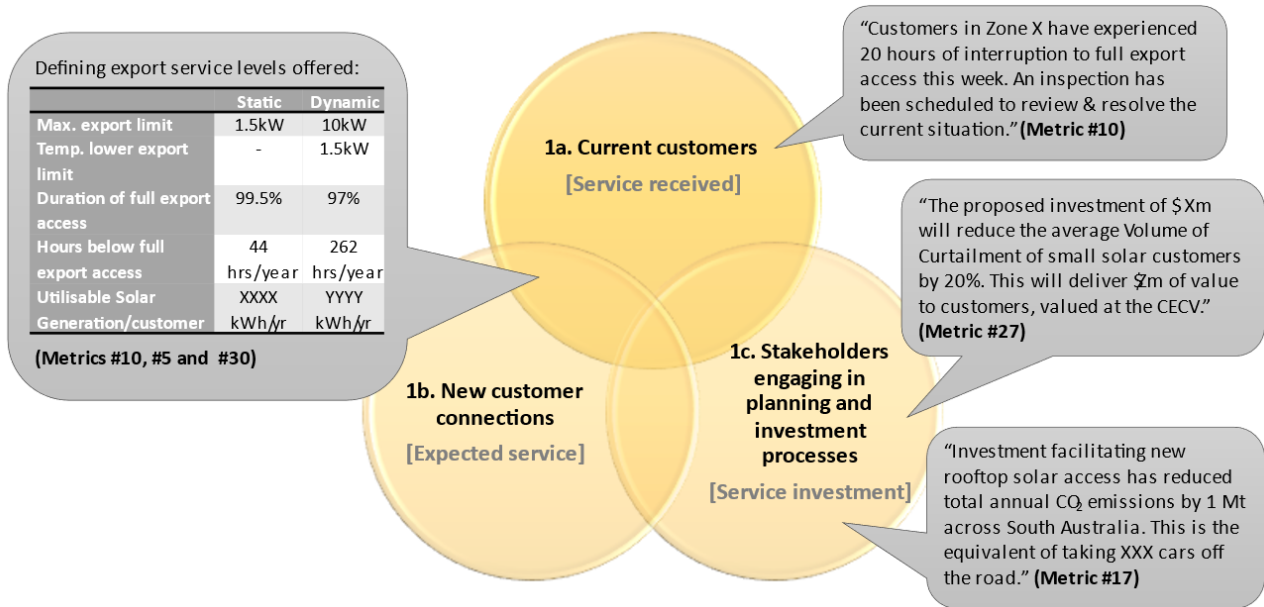 Defining export service levels offered:
Static Dynamic
Max. export limit 1.5kW 10kW
Temp. lower export - 1.5kW
limit
Duration of full export 99.5% 97%
access
Hours below full 44 262
export access hrs/year hrs/year
Utilisable Solar XXXX YYYY
Generation/customer kWh/yr kWh/yr
(Metrics #10, #5 and #30)
1a. Current customers
[Service received]
1b. New customer
connections
[Expected service]
1c. Stakeholders
engaging in
planning and
investment
processes
[Service investment]
“Customers in Zone X have experienced
20 hours of interruption to full export
access this week. An inspection has
been scheduled to review & resolve the
current situation.” (Metric #10)
“The proposed investment of $Xm
will reduce the average Volume of
Curtailment of small solar customers
by 20%. This will deliver $Zm of value
to customers, valued at the CECV.”
(Metric #27)
“Investment facilitating new
rooftop solar access has reduced
total annual CO₂ emissions by 1 Mt
across South Australia. This is the
equivalent of taking XXX cars off
the road.” (Metric #17)